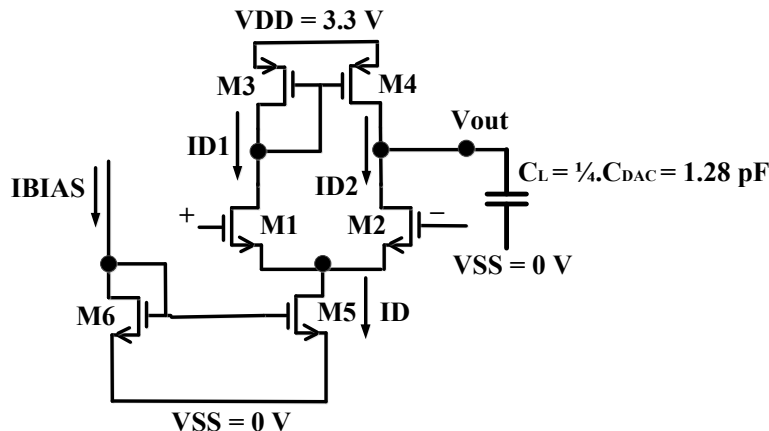 VDD = 3.3 V
M3
M4
Vout
ID1
ID2
CL = ¼.CDAC = 1.28 pF
IBIAS
+
M1
M2
−
VSS = 0 V
M6
M5
ID
VSS = 0 V